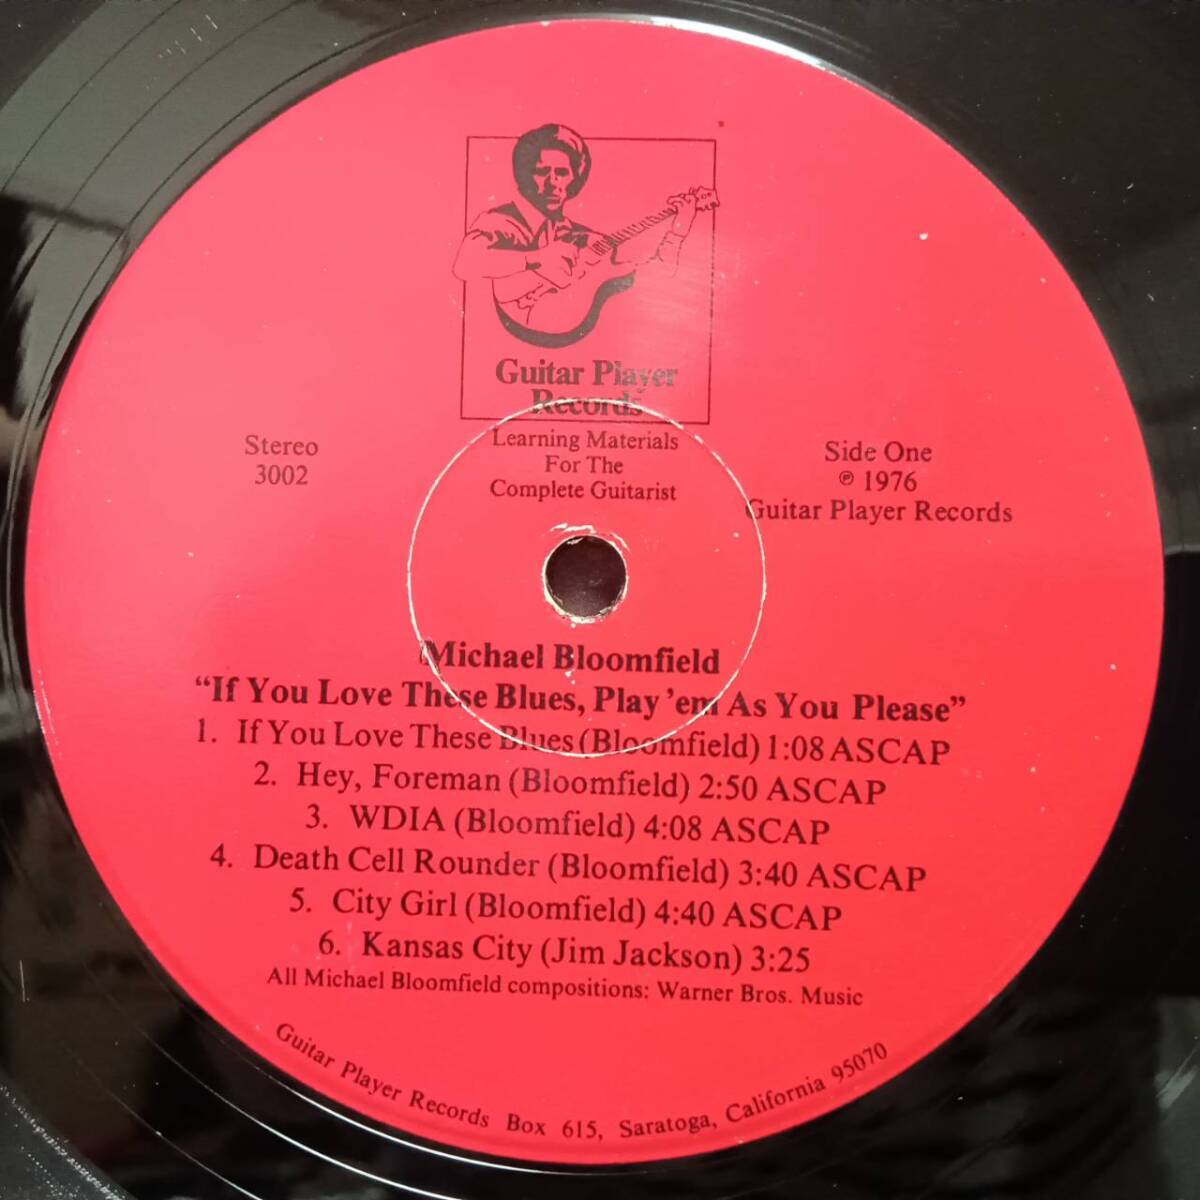 Guitar Player
Records
Learning Materials
For The
Complete Guitarist
Stereo
3002
Side One
℗ 1976
Guitar Player Records
Michael Bloomfield
“If You Love These Blues, Play ’em As You Please”
1. If You Love These Blues (Bloomfield) 1:08 ASCAP
2. Hey, Foreman (Bloomfield) 2:50 ASCAP
3. WDIA (Bloomfield) 4:08 ASCAP
4. Death Cell Rounder (Bloomfield) 3:40 ASCAP
5. City Girl (Bloomfield) 4:40 ASCAP
6. Kansas City (Jim Jackson) 3:25
All Michael Bloomfield compositions: Warner Bros. Music
Guitar Player Records Box 615, Saratoga, California 95070